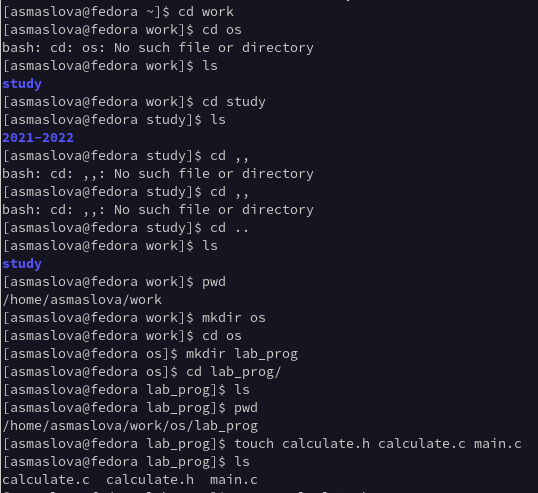 [asmaslova@fedora ~]$ cd work
[asmaslova@fedora work]$ cd os
bash: cd: os: No such file or directory
[asmaslova@fedora work]$ ls
study
[asmaslova@fedora work]$ cd study
[asmaslova@fedora study]$ ls
2021-2022
[asmaslova@fedora study]$ cd ,,
bash: cd: ,,: No such file or directory
[asmaslova@fedora study]$ cd ,,
bash: cd: ,,: No such file or directory
[asmaslova@fedora study]$ cd ..
[asmaslova@fedora work]$ ls
study
[asmaslova@fedora work]$ pwd
/home/asmaslova/work
[asmaslova@fedora work]$ mkdir os
[asmaslova@fedora work]$ cd os
[asmaslova@fedora os]$ mkdir lab_prog
[asmaslova@fedora os]$ cd lab_prog/
[asmaslova@fedora lab_prog]$ ls
[asmaslova@fedora lab_prog]$ pwd
/home/asmaslova/work/os/lab_prog
[asmaslova@fedora lab_prog]$ touch calculate.h calculate.c main.c
[asmaslova@fedora lab_prog]$ ls
calculate.c  calculate.h  main.c